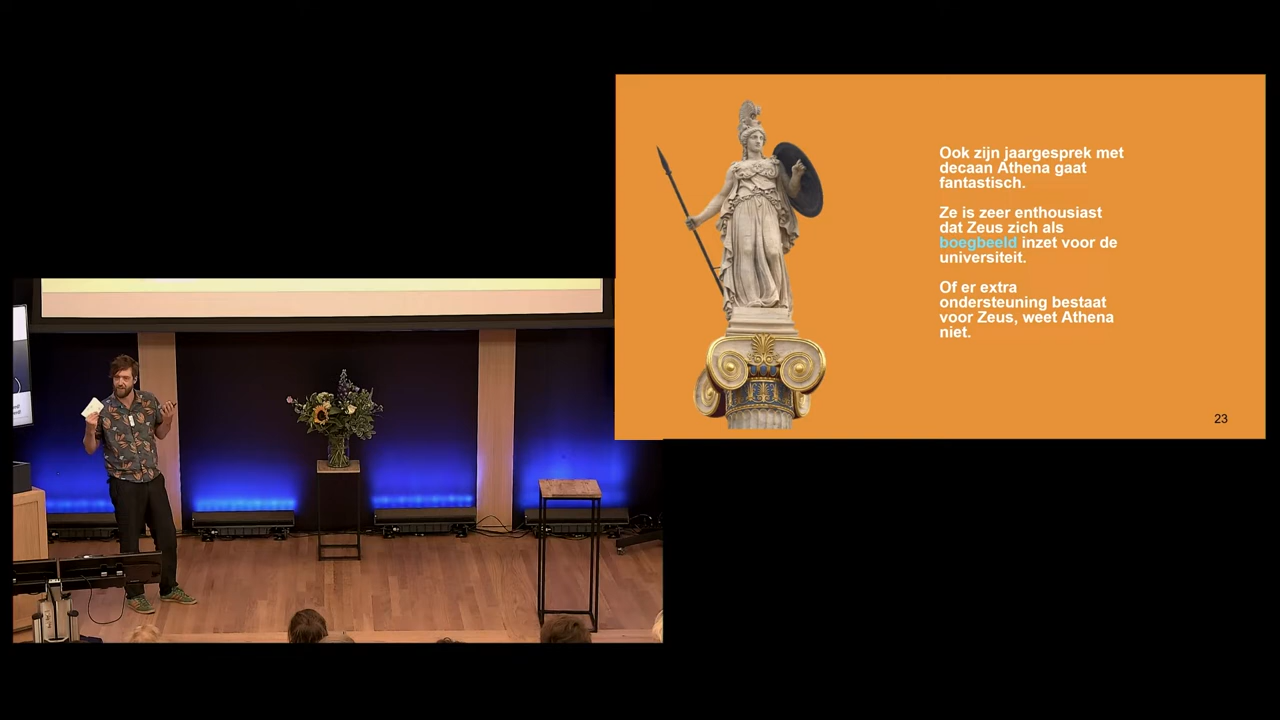 Ook zijn jaargesprek met
decaan Athena gaat
fantastisch.
Ze is zeer enthousiast
dat Zeus zich als
boegbeeld inzet voor de
universiteit.
Of er extra
ondersteuning bestaat
voor Zeus, weet Athena
niet.
23